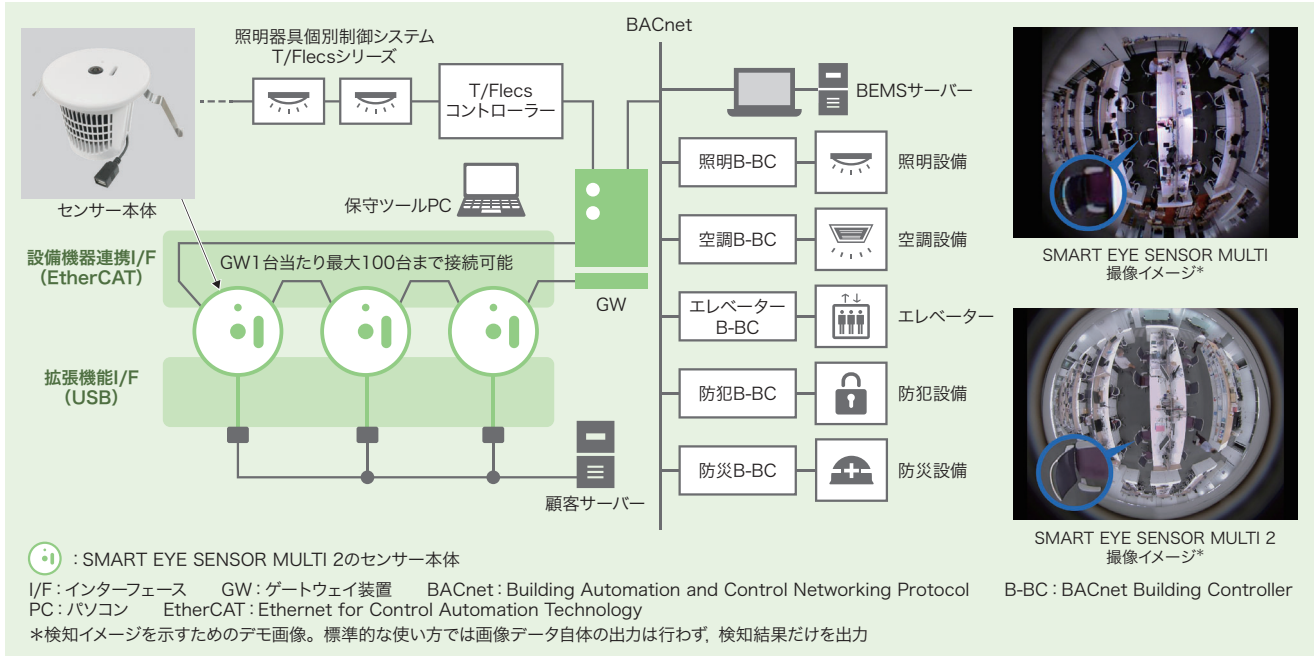 BACnet
照明器具個別制御システム
T/Flecsシリーズ
T/Flecs
コントローラー
センサー本体
保守ツールPC
設備機器連携I/F
(EtherCAT)
GW1台当たり最大100台まで接続可能
GW
拡張機能I/F
(USB)
顧客サーバー
BEMSサーバー
照明B-BC
照明設備
空調B-BC
空調設備
エレベーター
B-BC
エレベーター
防犯B-BC
防犯設備
防災B-BC
防災設備
SMART EYE SENSOR MULTI
撮像イメージ*
SMART EYE SENSOR MULTI 2
撮像イメージ*
：SMART EYE SENSOR MULTI 2のセンサー本体
I/F：インターフェース GW：ゲートウェイ装置 BACnet：Building Automation and Control Networking Protocol B-BC：BACnet Building Controller
PC：パソコン EtherCAT：Ethernet for Control Automation Technology
*検知イメージを示すためのデモ画像。標準的な使い方では画像データ自体の出力は行わず，検知結果だけを出力